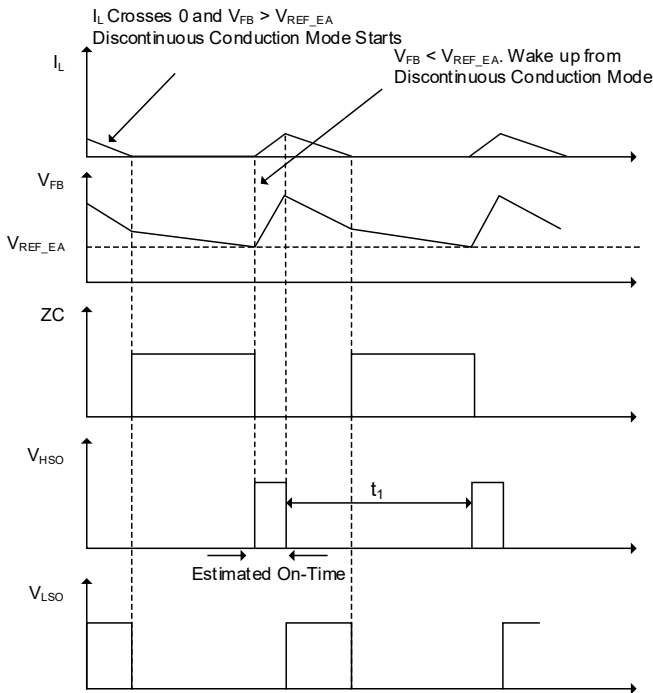 I_L Crosses 0 and V_FB > V_REF_EA
Discontinuous Conduction Mode Starts
V_FB < V_REF_EA. Wake up from
Discontinuous Conduction Mode
I_L
V_FB
V_REF_EA
ZC
V_HSO
t_1
Estimated On-Time
V_LSO